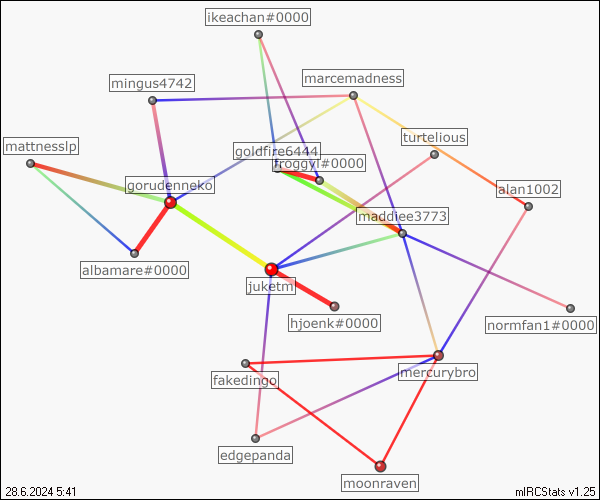 ikeachan#0000
marcemadness
mingus4742
turtelious
mattnesslp
goldfire6444
froggyl#0000
gorudenneko
alan1002
maddiee3773
albamare#0000
juketm
hjoenk#0000
normfan1#0000
mercurybro
fakedingo
edgepanda
moonraven
28.6.2024 5:41
mIRCStats v1.25